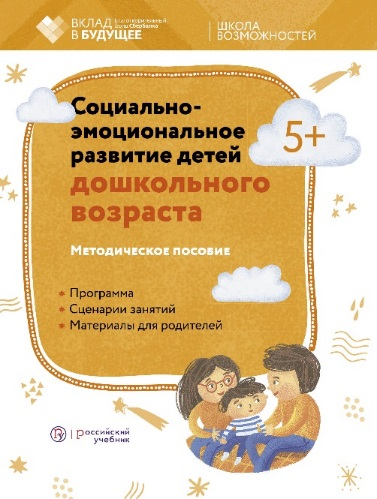 ВКЛАД
В БУДУЩЕЕ
Благотворительный
фонд Сбербанка
ШКОЛА
ВОЗМОЖНОСТЕЙ
Социально-
эмоциональное
развитие детей
дошкольного
возраста
5+
Методическое пособие
Программа
Сценарии занятий
Материалы для родителей
российский
учебник